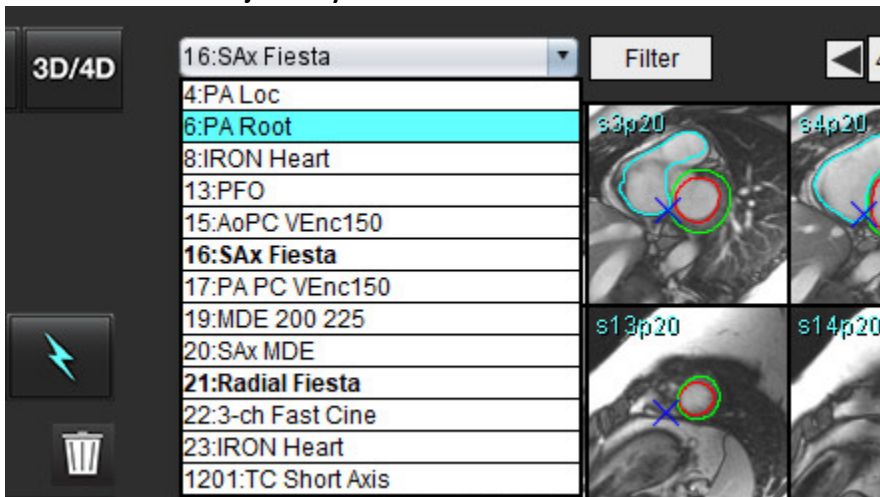 3D/4D
16:SAx Fiesta
Filter
4:PA Loc
6:PA Root
8:IRON Heart
13:PFO
15:AoPC VEnc150
16:SAx Fiesta
17:PA PC VEnc150
19:MDE 200 225
20:SAx MDE
21:Radial Fiesta
22:3-ch Fast Cine
23:IRON Heart
1201:TC Short Axis
s3p20
s4p20
s13p20
s14p20